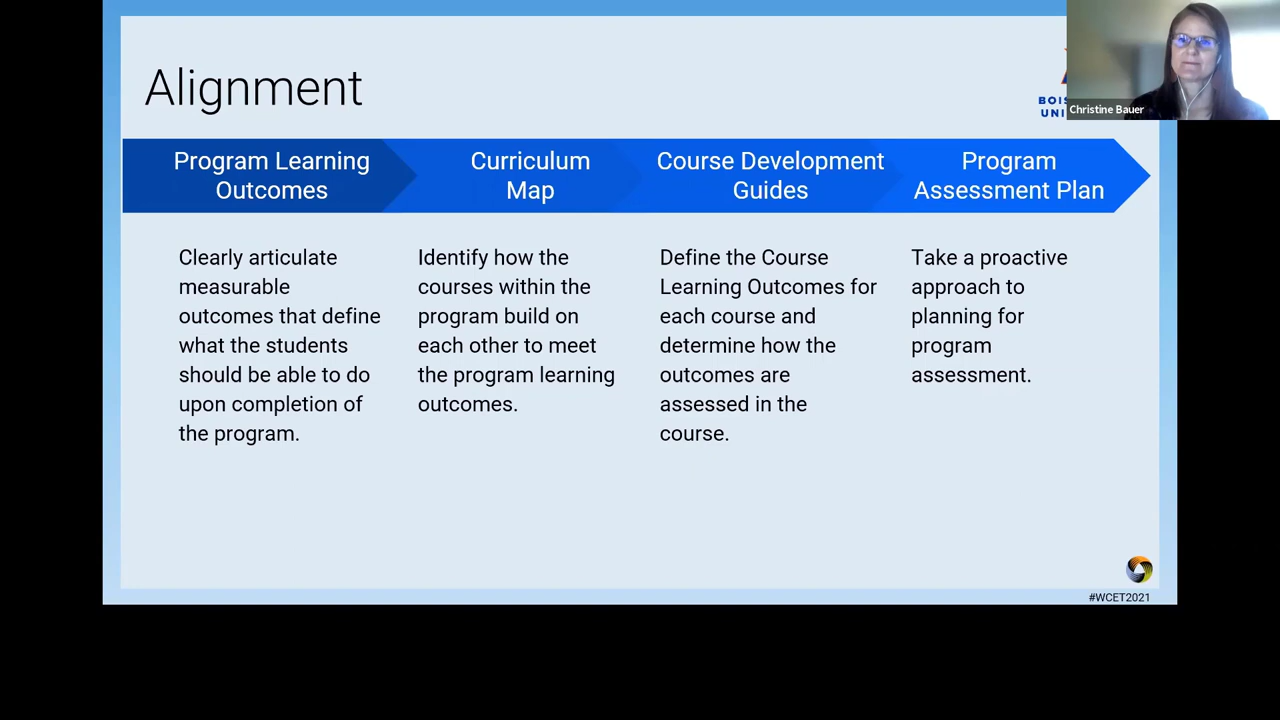 Alignment
BOIS
UNI
Christine Bauer
Program Learning
Outcomes
Curriculum
Map
Course Development
Guides
Program
Assessment Plan
Clearly articulate
measurable
outcomes that define
what the students
should be able to do
upon completion of
the program.
Identify how the
courses within the
program build on
each other to meet
the program learning
outcomes.
Define the Course
Learning Outcomes for
each course and
determine how the
outcomes are
assessed in the
course.
Take a proactive
approach to
planning for
program
assessment.
#WCET2021